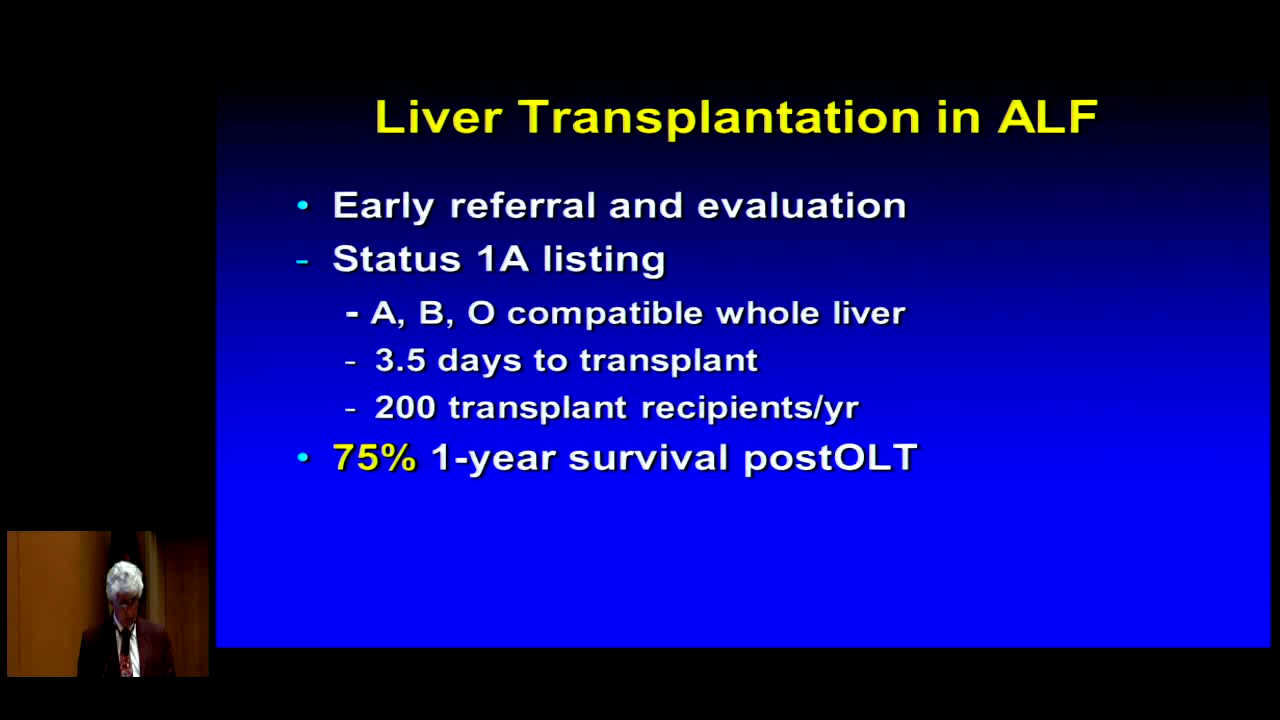 Liver Transplantation in ALF
• Early referral and evaluation
- Status 1A listing
- A, B, O compatible whole liver
- 3.5 days to transplant
- 200 transplant recipients/yr
• 75% 1-year survival postOLT